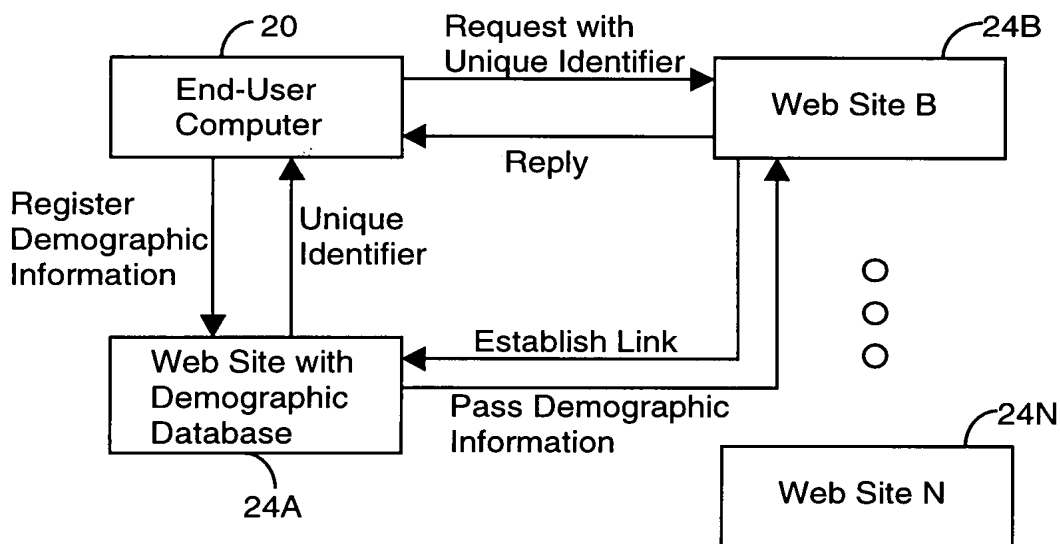 20
Request with
Unique Identifier
24B
End-User
Computer
Web Site B
Reply
Register
Demographic
Information
Unique
Identifier
Establish Link
Web Site with
Demographic
Database
Pass Demographic
Information
24A
24N
Web Site N